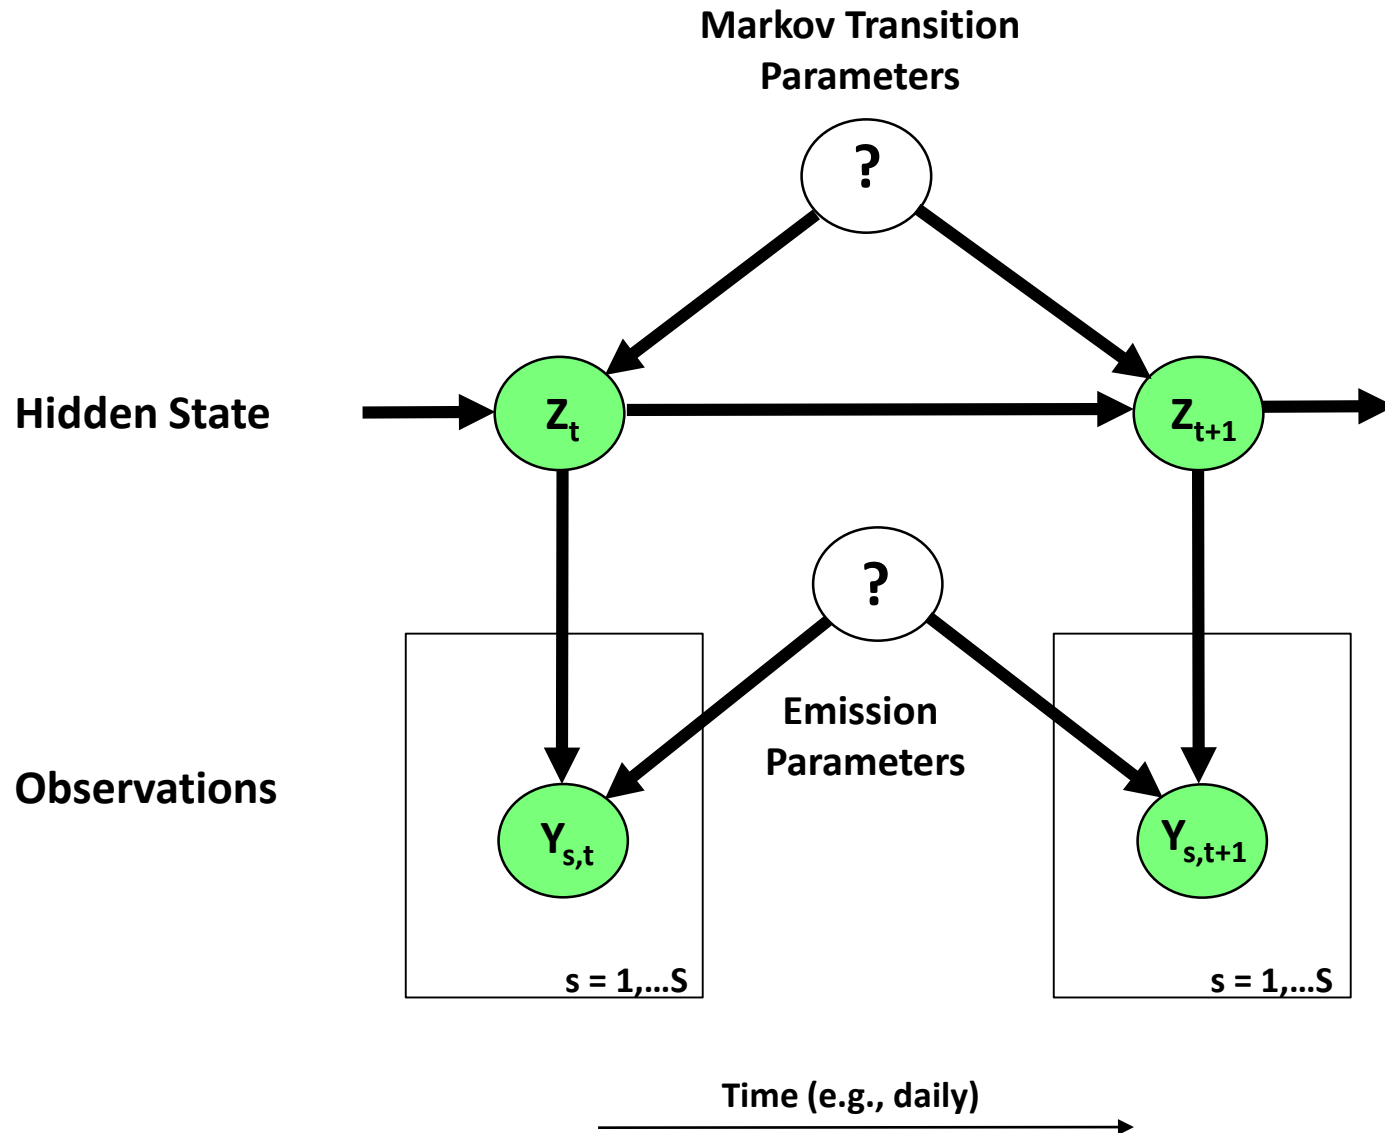 Markov Transition
Parameters
?
Hidden State
Zt
Zt+1
?
Emission
Parameters
Observations
Ys,t
Ys,t+1
s = 1,...S
s = 1,...S
Time (e.g., daily)